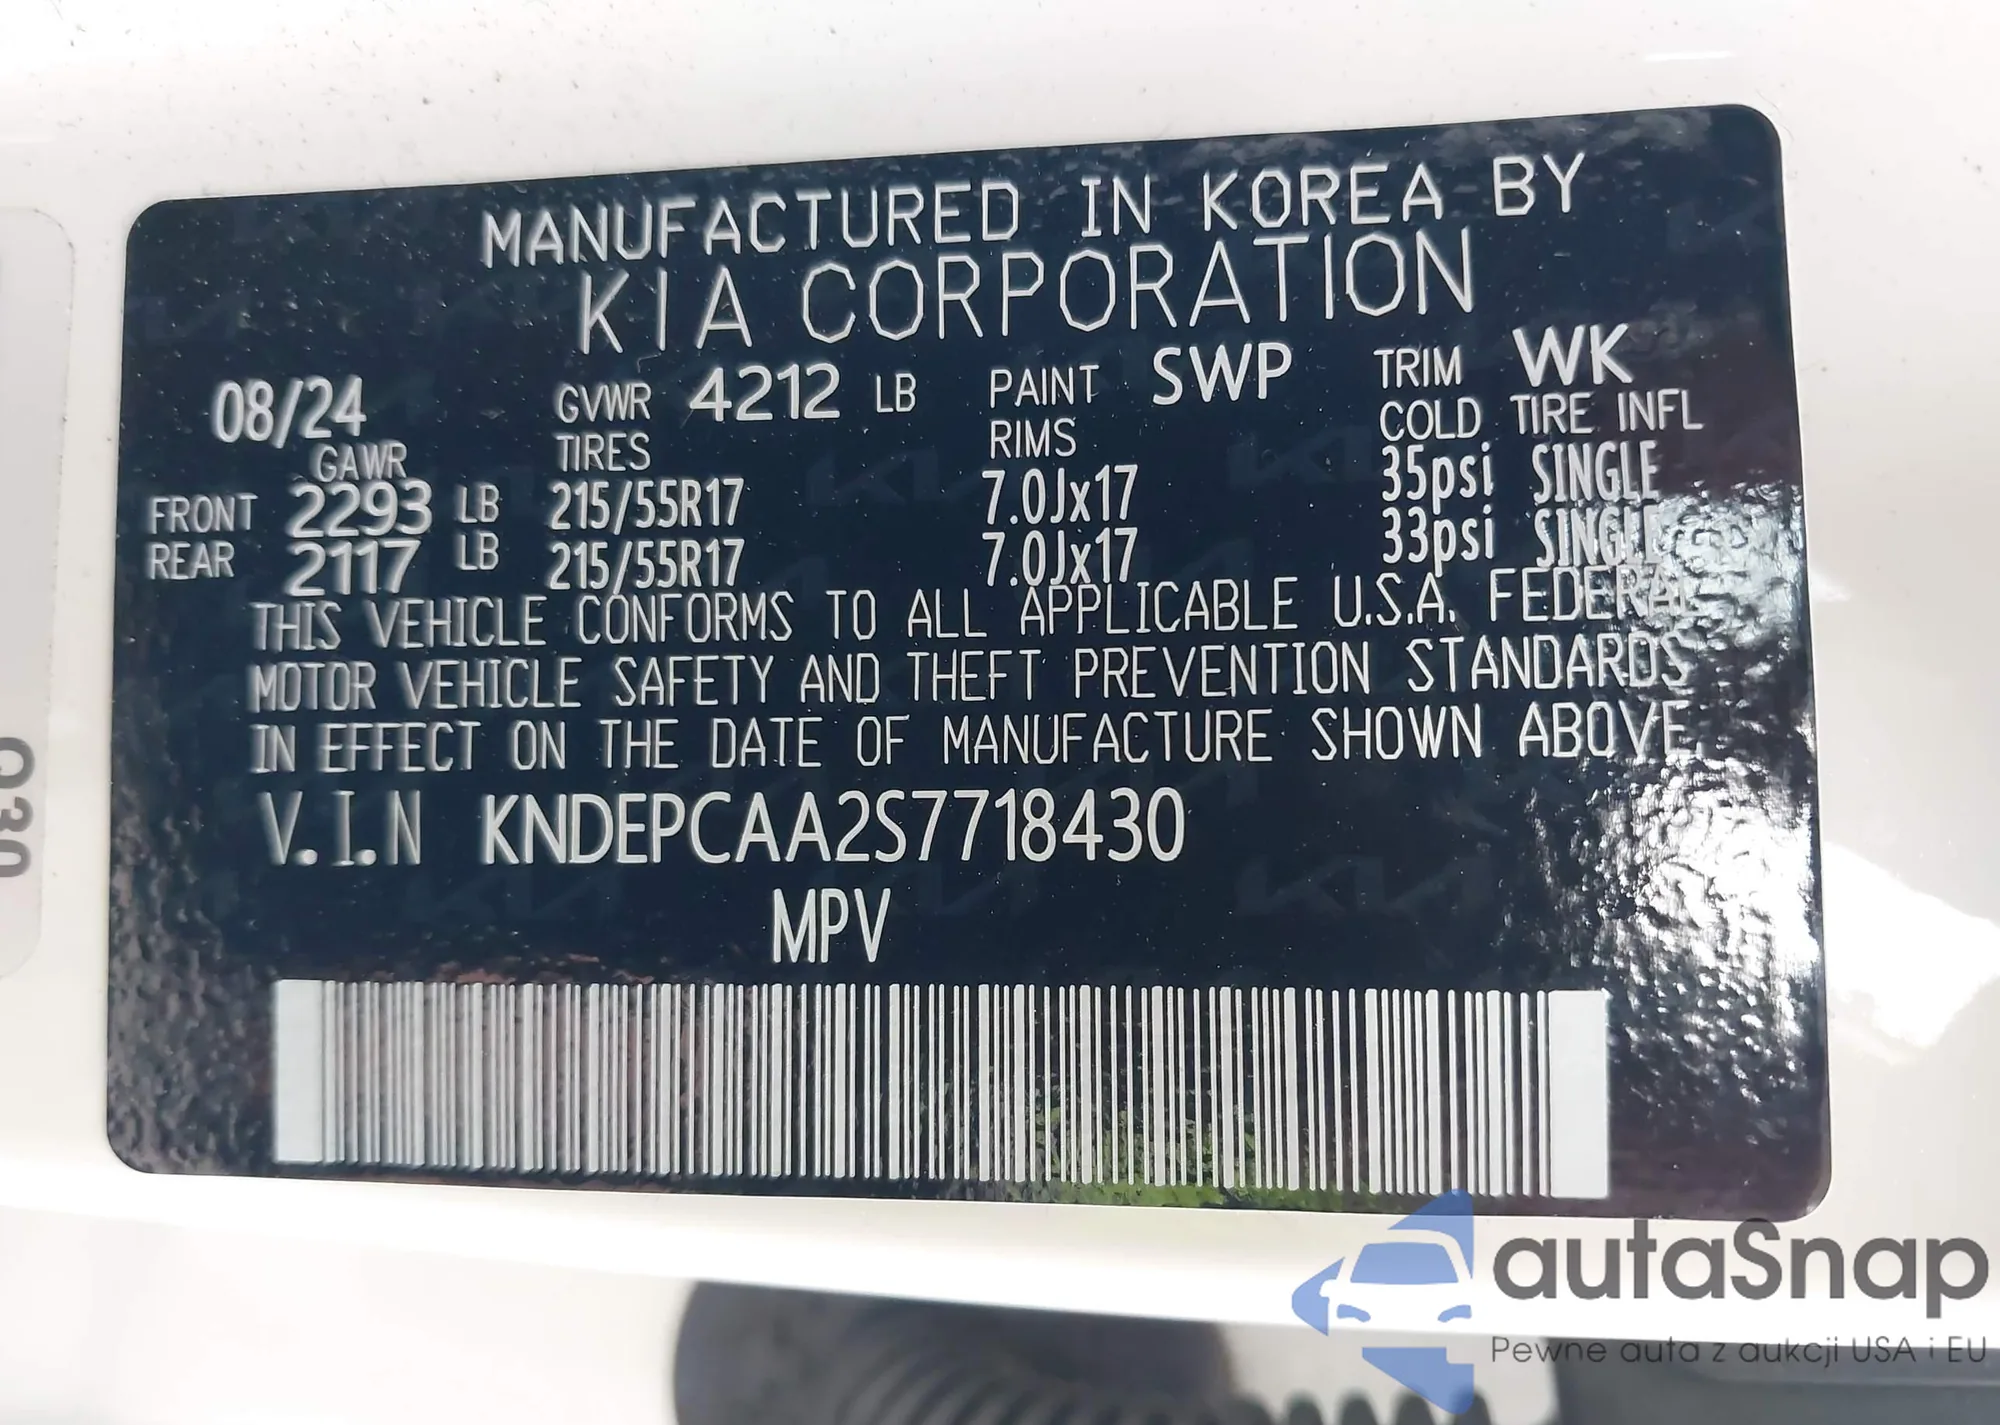 MANUFACTURED IN KOREA BY
KIA CORPORATION
08/24 GVWR 4212 LB PAINT SWP TRIM WK
GAWR TIRES RIMS COLD TIRE INFL
FRONT 2293 LB 215/55R17 7.0Jx17 35psi SINGLE
REAR 2117 LB 215/55R17 7.0Jx17 33psi SINGLE
THIS VEHICLE CONFORMS TO ALL APPLICABLE U.S.A. FEDERAL
MOTOR VEHICLE SAFETY AND THEFT PREVENTION STANDARDS
IN EFFECT ON THE DATE OF MANUFACTURE SHOWN ABOVE.
V.I.N KNDEPCAA2S7718430
MPV
autaSnap
Pewne auta z aukcji USA i EU